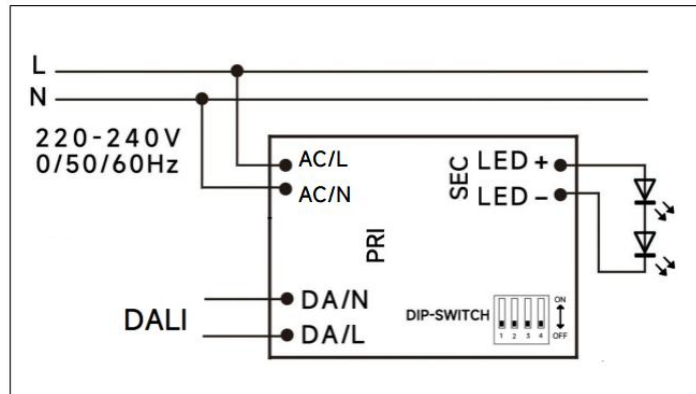 L
N
220-240V
0/50/60Hz
AC/L
AC/N
PRI
SEC
LED +
LED -
DALI
DA/N
DA/L
DIP-SWITCH
ON
1 2 3 4
OFF